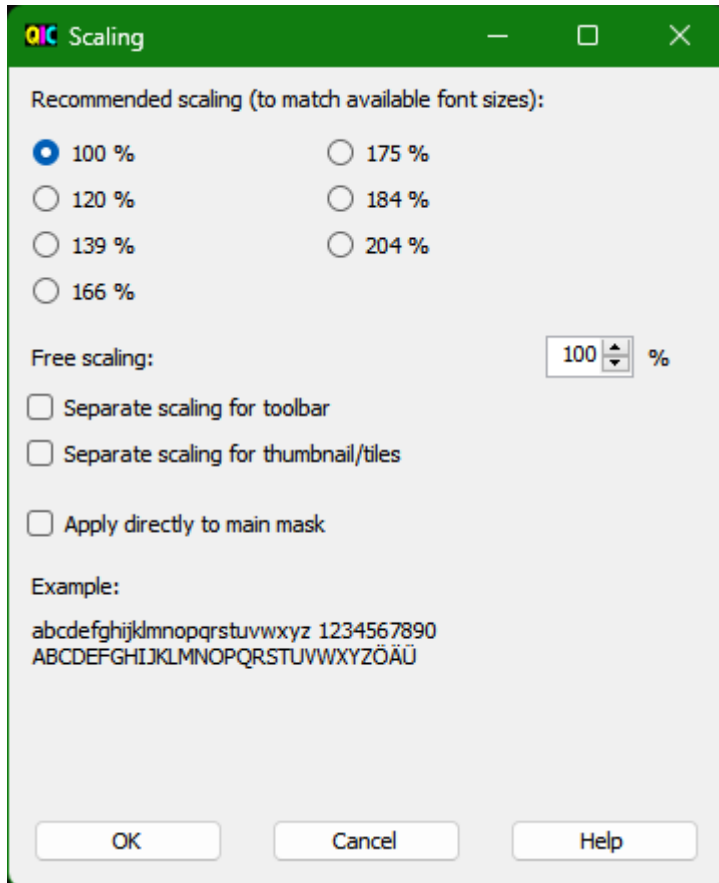 QIC Scaling
Recommended scaling (to match available font sizes):
100 % 175 %
120 % 184 %
139 % 204 %
166 %
Free scaling: 100 %
Separate scaling for toolbar
Separate scaling for thumbnail/tiles
Apply directly to main mask
Example:
abcdefghijklmnopqrstuvwxyz 1234567890
ABCDEFGHIJKLMNOPQRSTUVWXYZÖÄÜ
OK Cancel Help